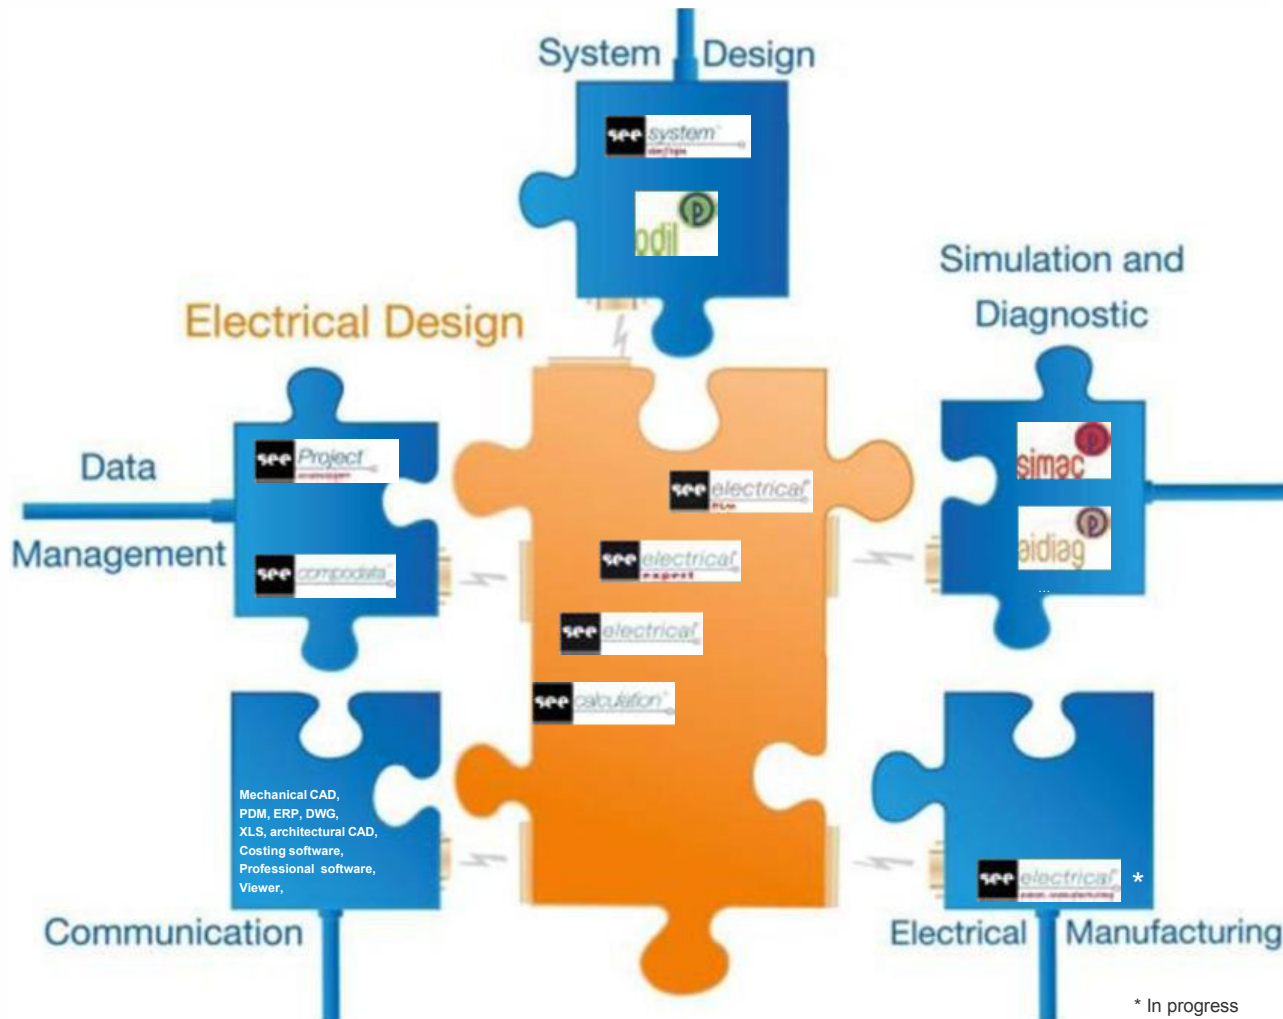 System Design
see system
odil
Simulation and
Diagnostic
Electrical Design
Data
Management
see Project
see compodata
see electrical
PLM
see electrical
expert
see electrical
see calculation
simac
aidiag
...
Mechanical CAD,
PDM, ERP, DWG,
XLS, architectural CAD,
Costing software,
Professional software,
Viewer,
Communication
see electrical *
Electrical Manufacturing
* In progress